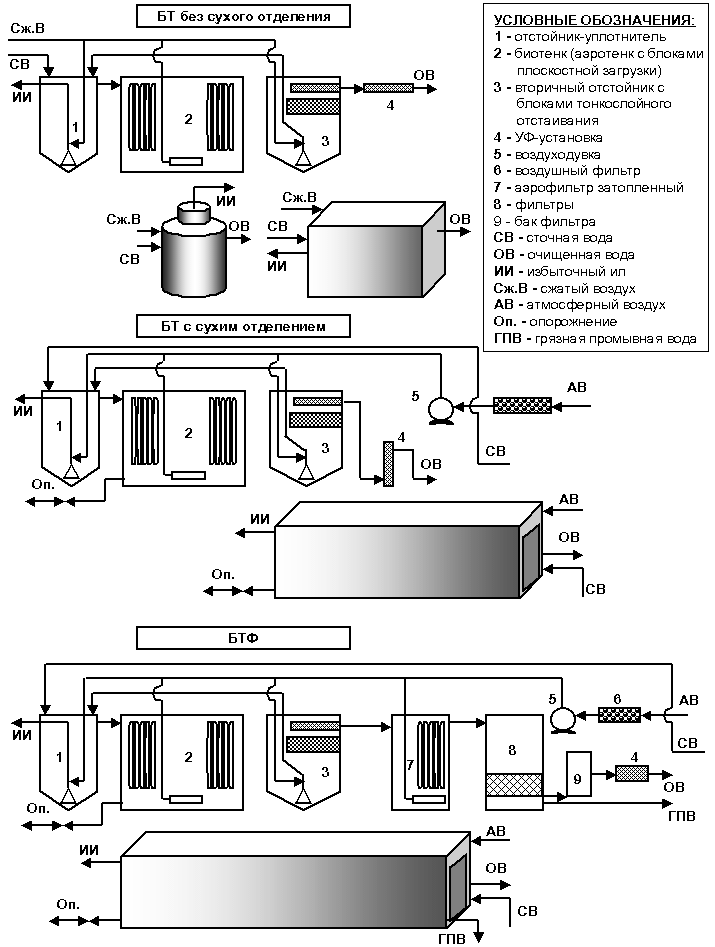 БТ без сухого отделения
Сж.В
СВ
ИИ
1
2
3
ОВ
4
Сж.В
СВ
ИИ
ОВ
Сж.В
СВ
ИИ
ОВ
УСЛОВНЫЕ ОБОЗНАЧЕНИЯ:
1 - отстойник-уплотнитель
2 - биотенк (аэротенк с блоками
плоскостной загрузки)
3 - вторичный отстойник с
блоками тонкослойного
отстаивания
4 - УФ-установка
5 - воздуходувка
6 - воздушный фильтр
7 - аэрофильтр затопленный
8 - фильтры
9 - бак фильтра
СВ - сточная вода
ОВ - очищенная вода
ИИ - избыточный ил
Сж.В - сжатый воздух
АВ - атмосферный воздух
Оп. - опорожнение
ГПВ - грязная промывная вода
БТ с сухим отделением
ИИ
1
2
3
4
5
АВ
СВ
ОВ
Оп.
ИИ
Оп.
АВ
ОВ
СВ
БТФ
ИИ
1
2
3
7
8
9
5
6
4
АВ
СВ
ОВ
ГПВ
Оп.
ИИ
Оп.
АВ
ОВ
СВ
ГПВ